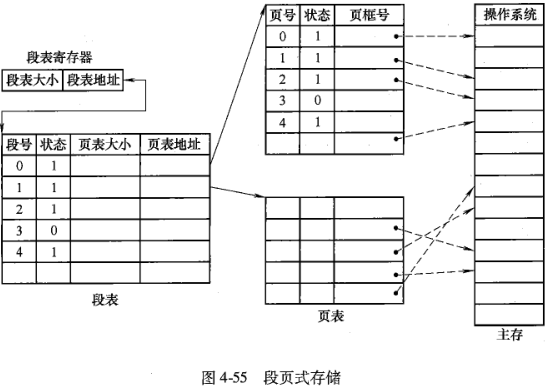 段表寄存器
段表大小 段表地址
段号 状态 页表大小 页表地址
0 1
1 1
2 1
3 0
4 1
段表
页号 状态 页框号
0 1
1 1
2 1
3 0
4 1
页表
操作系统
主存
图 4-55 段页式存储